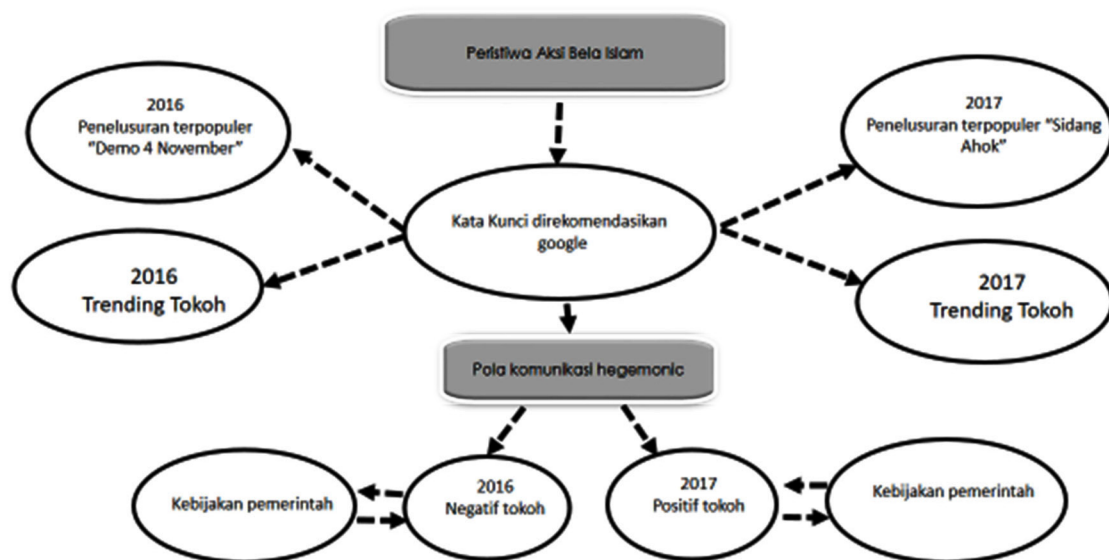 Peristiwa Aksi Bela Islam
2016
Penelusuran terpopuler
"Demo 4 November"
2017
Penelusuran terpopuler "Sidang
Ahok"
Kata Kunci direkomendasikan
google
2016
Trending Tokoh
2017
Trending Tokoh
Pola komunikasi hegemonic
Kebijakan pemerintah
2016
Negatif tokoh
2017
Positif tokoh
Kebijakan pemerintah